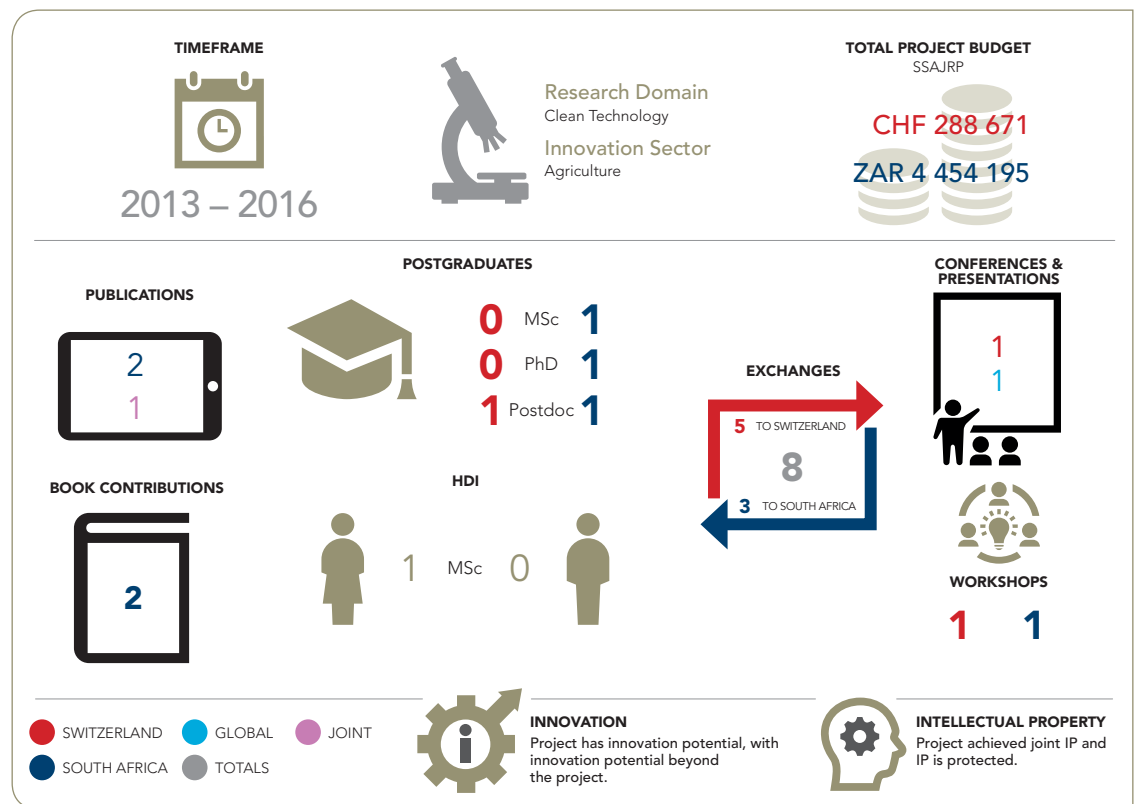 TIMEFRAME
2013 – 2016
Research Domain
Clean Technology
Innovation Sector
Agriculture
TOTAL PROJECT BUDGET
SSAJRP
CHF 288 671
ZAR 4 454 195
PUBLICATIONS
2
1
POSTGRADUATES
0 MSc 1
0 PhD 1
1 Postdoc 1
EXCHANGES
5 TO SWITZERLAND
8
3 TO SOUTH AFRICA
CONFERENCES &
PRESENTATIONS
1
1
BOOK CONTRIBUTIONS
2
HDI
1 MSc 0
WORKSHOPS
1 1
SWITZERLAND
GLOBAL
JOINT
SOUTH AFRICA
TOTALS
i
INNOVATION
Project has innovation potential, with
innovation potential beyond
the project.
INTELLECTUAL PROPERTY
Project achieved joint IP and
IP is protected.